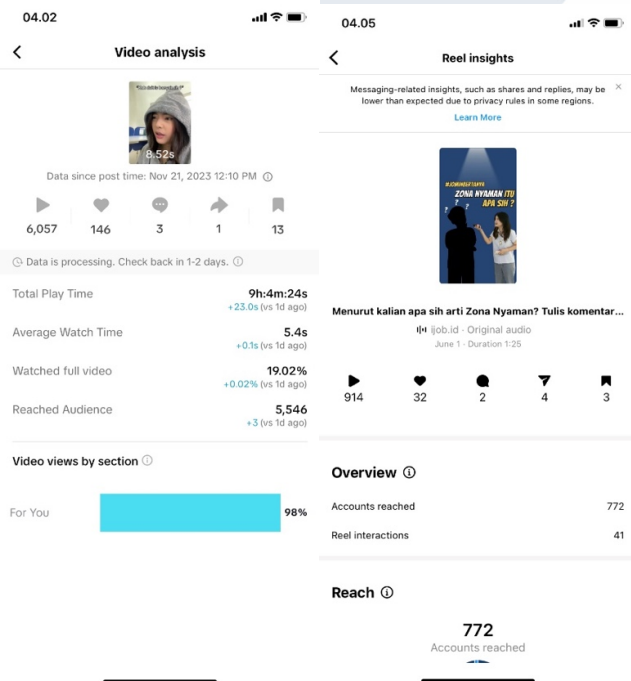 04.02
Video analysis
8.52s
Data since post time: Nov 21, 2023 12:10 PM
6,057
146
3
1
13
Data is processing. Check back in 1-2 days.
Total Play Time
9h:4m:24s
+23.0s (vs 1d ago)
Average Watch Time
5.4s
+0.1s (vs 1d ago)
Watched full video
19.02%
+0.02% (vs 1d ago)
Reached Audience
5,546
+3 (vs 1d ago)
Video views by section
For You
98%
04.05
Reel insights
Messaging-related insights, such as shares and replies, may be
lower than expected due to privacy rules in some regions.
Learn More
ZONA NYAMAN ITU
APA SIH ?
? ? ?
Menurut kalian apa sih arti Zona Nyaman? Tulis komentar...
ijob.id · Original audio
June 1 · Duration 1:25
914
32
2
4
3
Overview
Accounts reached
772
Reel interactions
41
Reach
772
Accounts reached